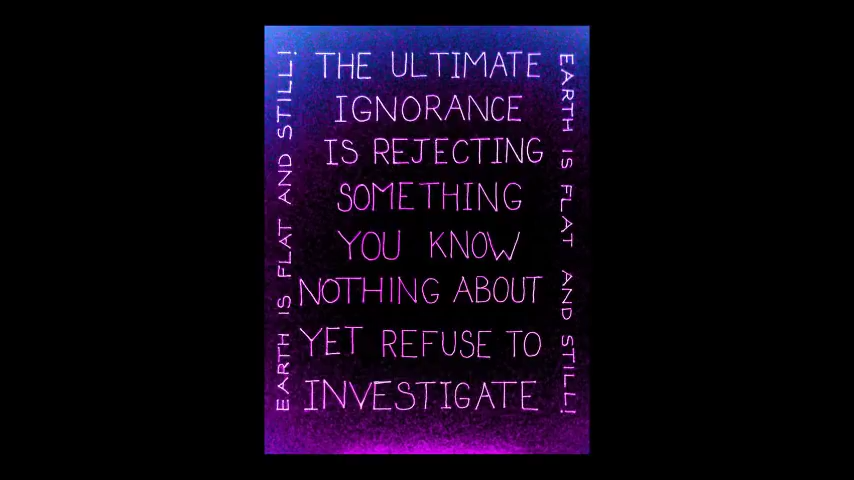 EARTH IS FLAT AND STILL!
THE ULTIMATE
IGNORANCE
IS REJECTING
SOMETHING
YOU KNOW
NOTHING ABOUT
YET REFUSE TO
INVESTIGATE
EARTH IS FLAT AND STILL!